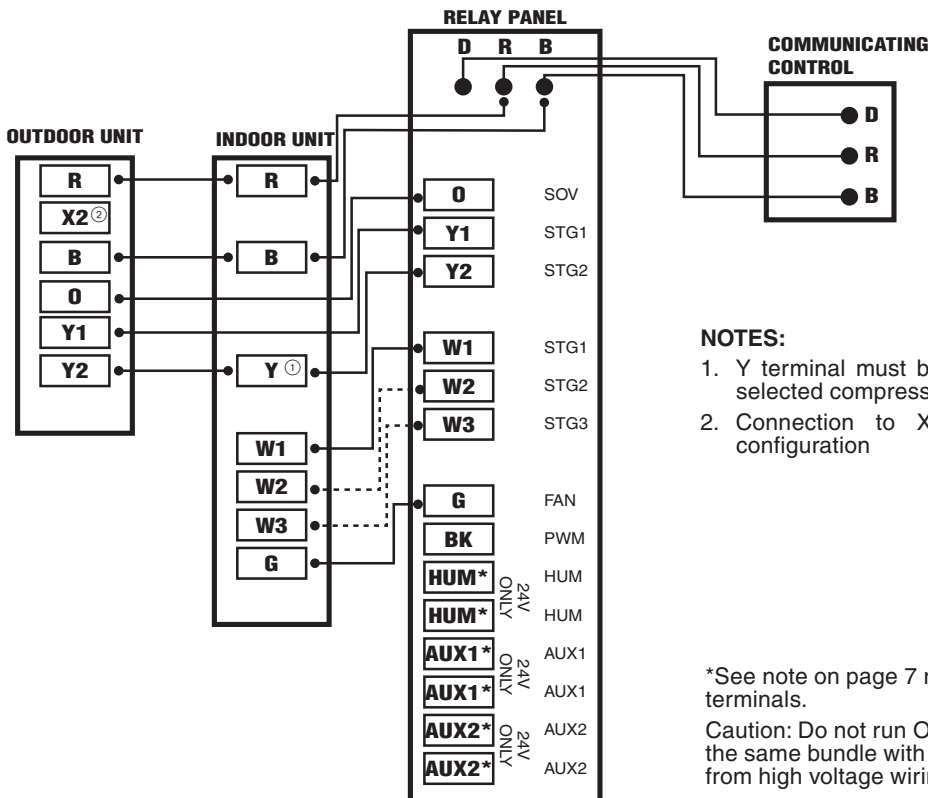 RELAY PANEL
D R B
COMMUNICATING
CONTROL
D
R
B
OUTDOOR UNIT
R
X2②
B
O
Y1
Y2
INDOOR UNIT
R
B
Y①
W1
W2
W3
G
O SOV
Y1 STG1
Y2 STG2
W1 STG1
W2 STG2
W3 STG3
G FAN
BK PWM
HUM* HUM
HUM* HUM
24V
ONLY
AUX1* AUX1
AUX1* AUX1
24V
ONLY
AUX2* AUX2
AUX2* AUX2
24V
ONLY
NOTES:
1. Y terminal must b
selected compress
2. Connection to X
configuration
*See note on page 7 r
terminals.
Caution: Do not run O
the same bundle with
from high voltage wiri